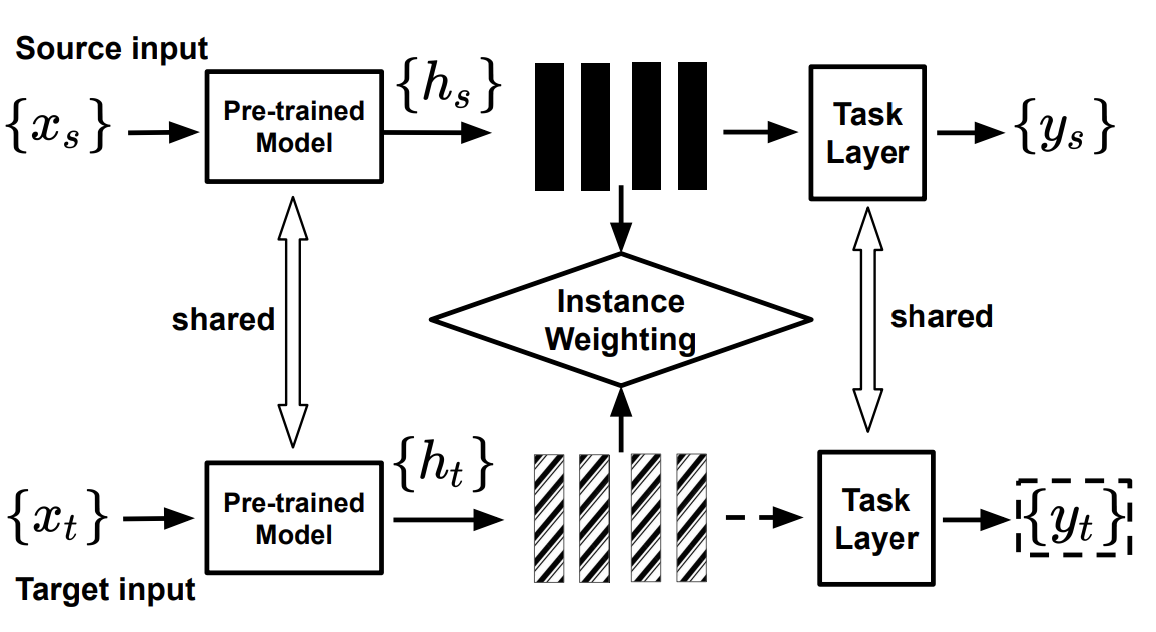 Source input
{x_s}
Pre-trained
Model
{h_s}
Task
Layer
{y_s}
shared
Instance
Weighting
shared
{x_t}
Pre-trained
Model
{h_t}
Task
Layer
{y_t}
Target input